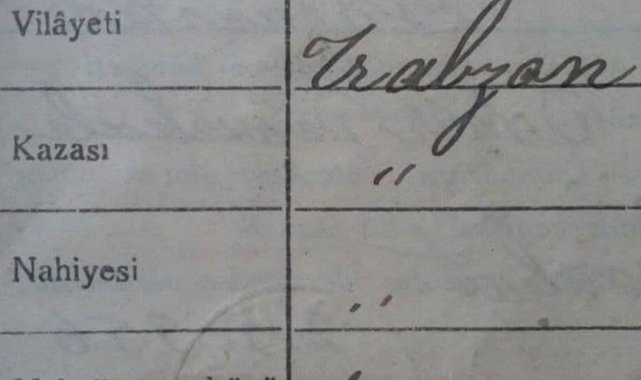 Vilâyeti Trabzon
Kazası "
Nahiyesi "